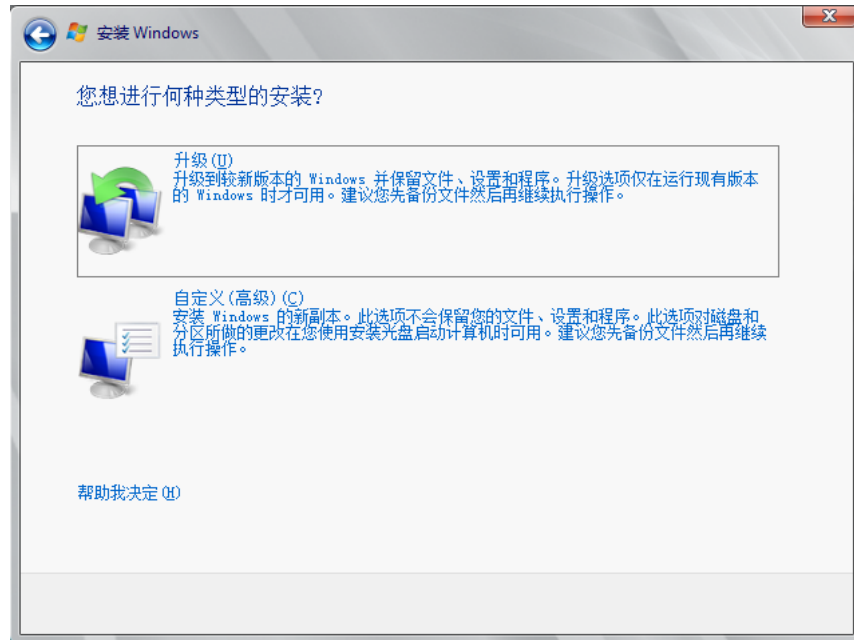 安装 Windows
您想进行何种类型的安装?
升级(U)
升级到较新版本的 Windows 并保留文件、设置和程序。升级选项仅在运行现有版本
的 Windows 时才可用。建议您先备份文件然后再继续执行操作。
自定义(高级)(C)
安装 Windows 的新副本。此选项不会保留您的文件、设置和程序。此选项对磁盘和
分区所做的更改在您使用安装光盘启动计算机时可用。建议您先备份文件然后再继续
执行操作。
帮助我决定(H)